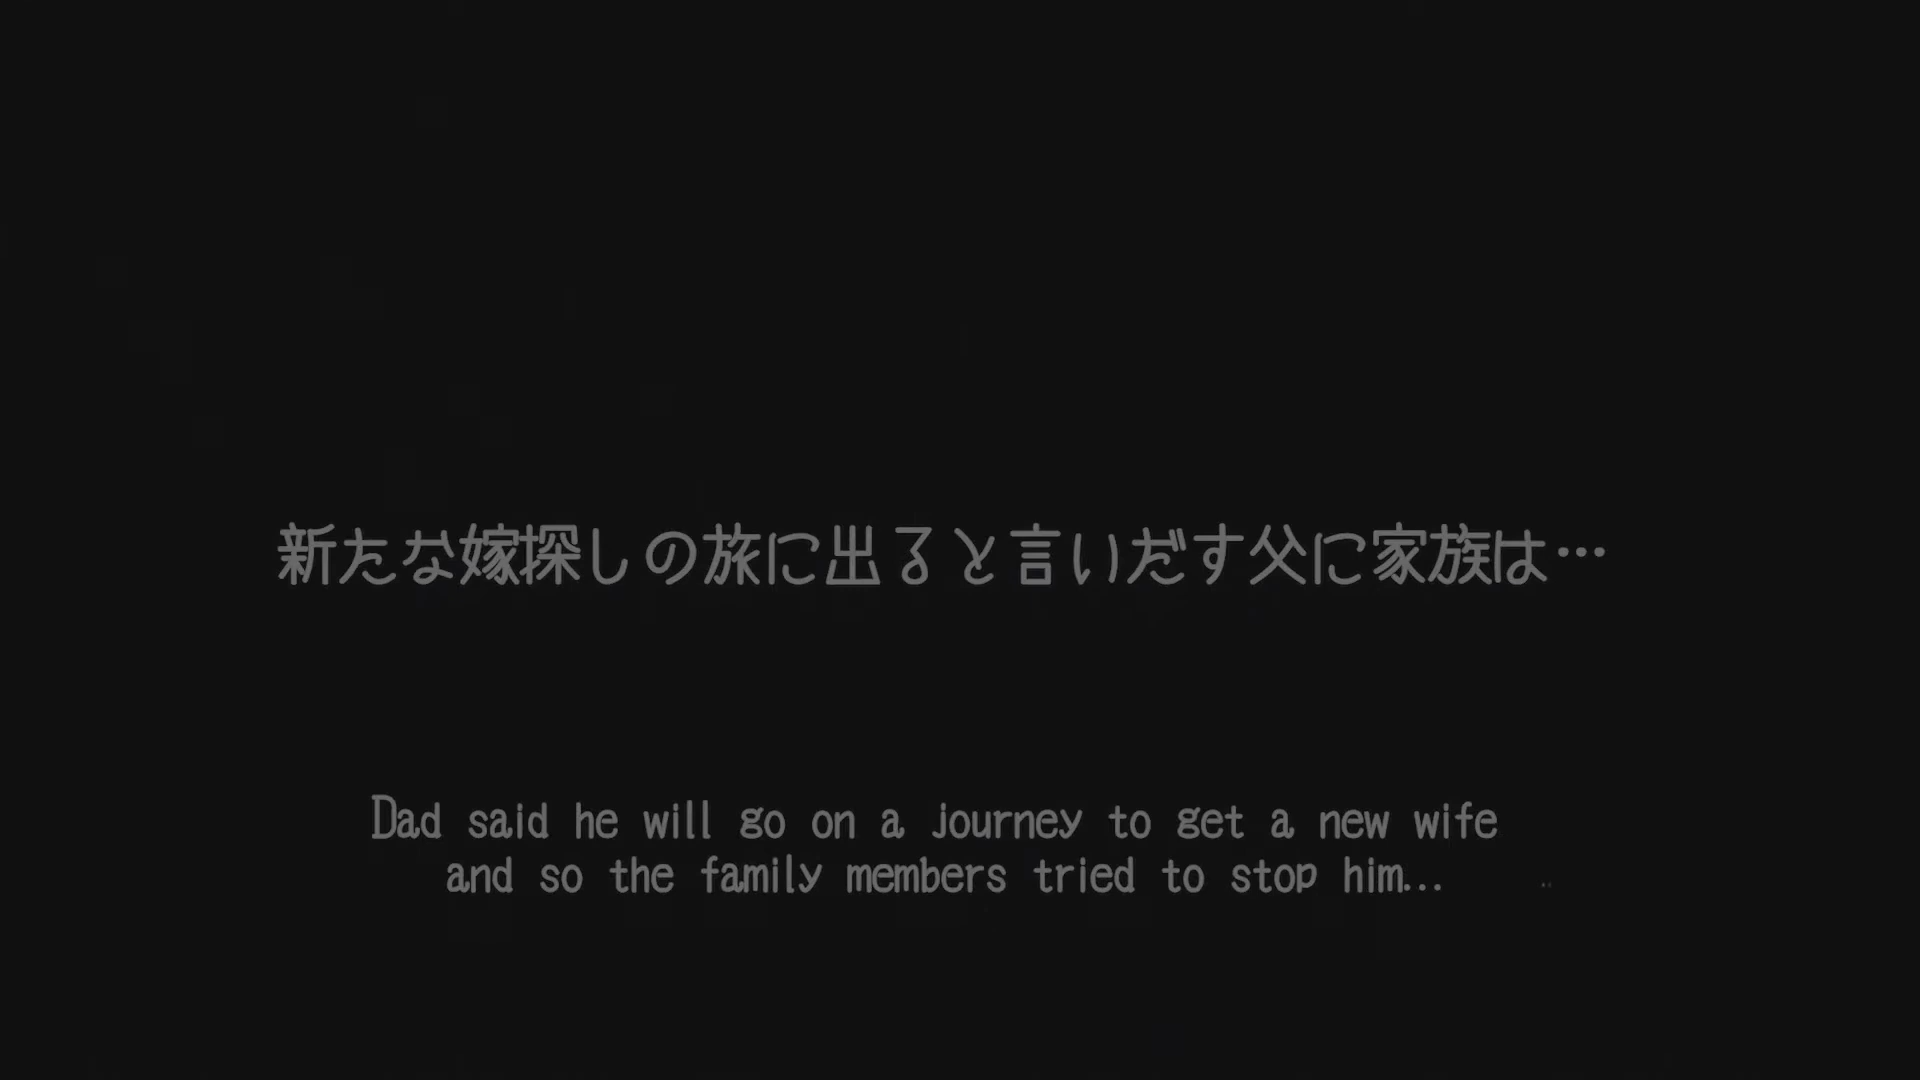 新たな嫁探しの旅に出ると言いだす父に家族は…
Dad said he will go on a journey to get a new wife
and so the family members tried to stop him...